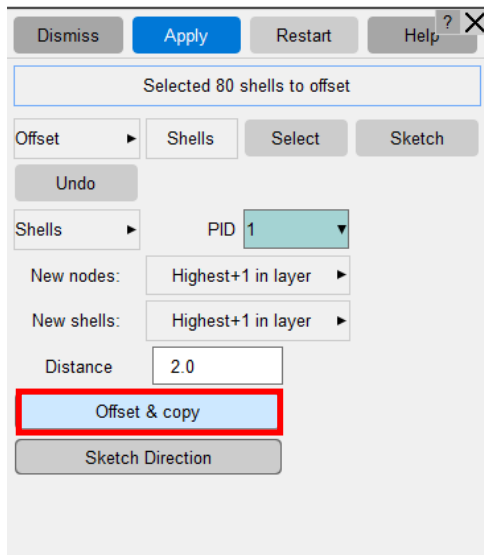 Dismiss Apply Restart Help ? X
Selected 80 shells to offset
Offset Shells Select Sketch
Undo
Shells PID 1
New nodes: Highest+1 in layer
New shells: Highest+1 in layer
Distance 2.0
Offset & copy
Sketch Direction